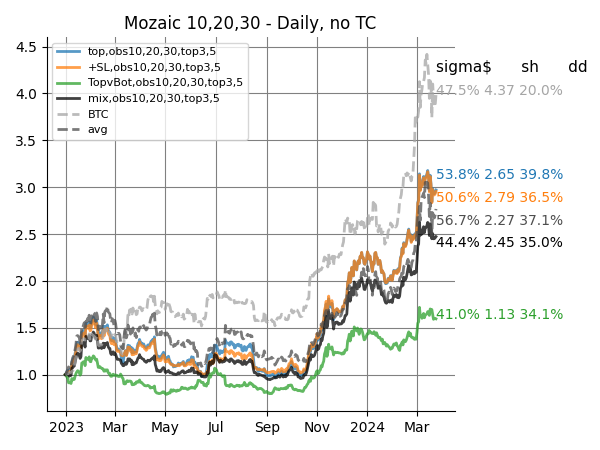 Mozaic 10,20,30 - Daily, no TC
top,obs10,20,30,top3,5
+SL,obs10,20,30,top3,5
TopvBot,obs10,20,30,top3,5
mix,obs10,20,30,top3,5
BTC
avg
sigma$ sh dd
47.5% 4.37 20.0%
53.8% 2.65 39.8%
50.6% 2.79 36.5%
56.7% 2.27 37.1%
44.4% 2.45 35.0%
41.0% 1.13 34.1%
4.5
4.0
3.5
3.0
2.5
2.0
1.5
1.0
2023 Mar May Jul Sep Nov 2024 Mar